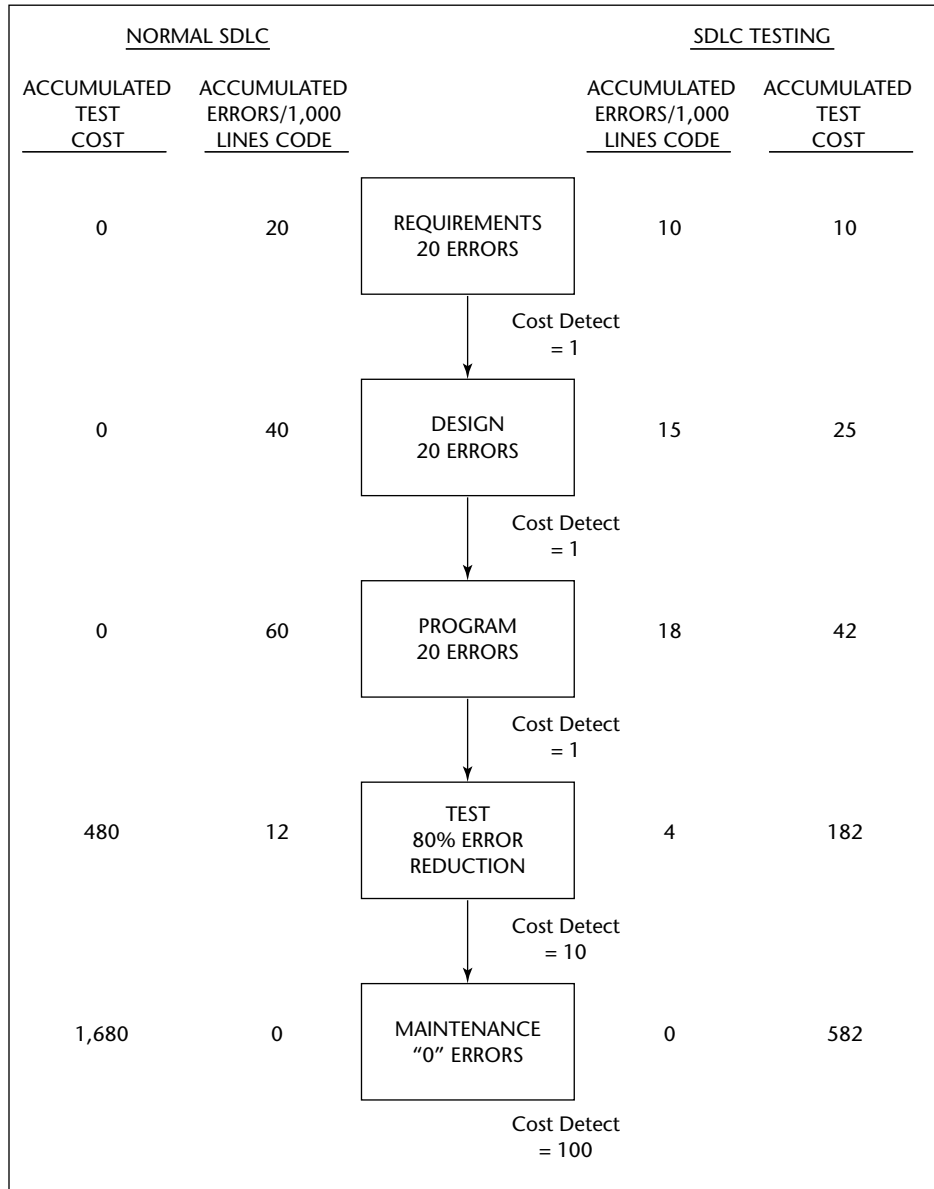 NORMAL SDLC
SDLC TESTING
ACCUMULATED
TEST
COST
ACCUMULATED
ERRORS/1,000
LINES CODE
ACCUMULATED
ERRORS/1,000
LINES CODE
ACCUMULATED
TEST
COST
0
20
REQUIREMENTS
20 ERRORS
10
10
Cost Detect
= 1
0
40
DESIGN
20 ERRORS
15
25
Cost Detect
= 1
0
60
PROGRAM
20 ERRORS
18
42
Cost Detect
= 1
480
12
TEST
80% ERROR
REDUCTION
4
182
Cost Detect
= 10
1,680
0
MAINTENANCE
“0” ERRORS
0
582
Cost Detect
= 100